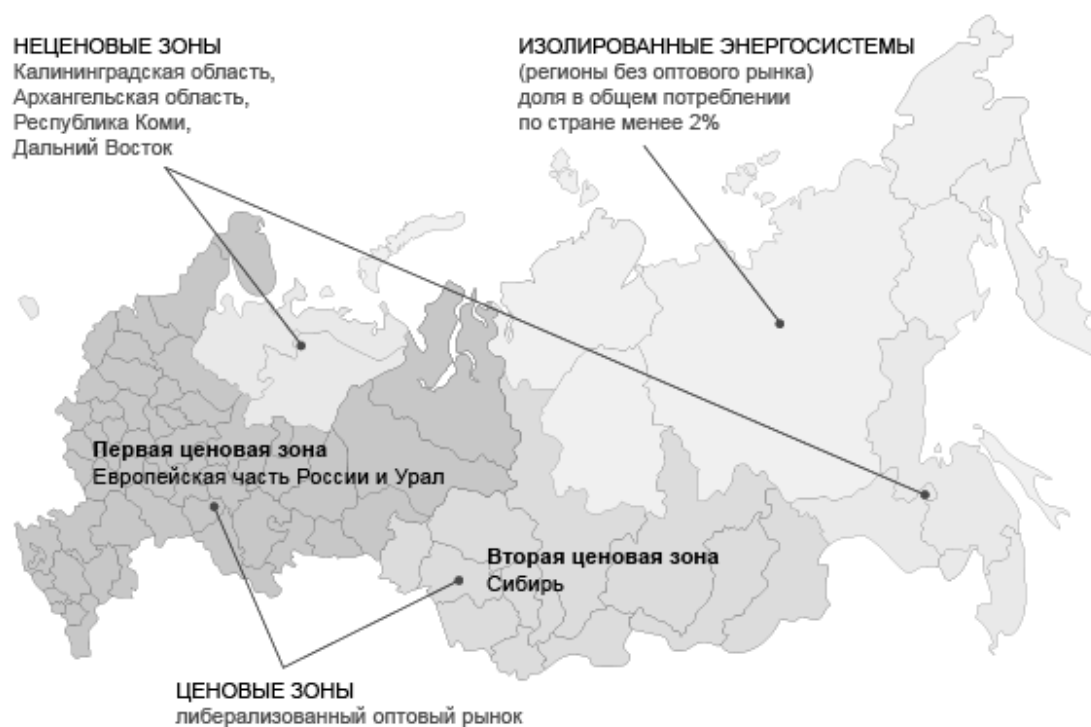 НЕЦЕНОВЫЕ ЗОНЫ
Калининградская область,
Архангельская область,
Республика Коми,
Дальний Восток
ИЗОЛИРОВАННЫЕ ЭНЕРГОСИСТЕМЫ
(регионы без оптового рынка)
доля в общем потреблении
по стране менее 2%
Первая ценовая зона
Европейская часть России и Урал
Вторая ценовая зона
Сибирь
ЦЕНОВЫЕ ЗОНЫ
либерализованный оптовый рынок